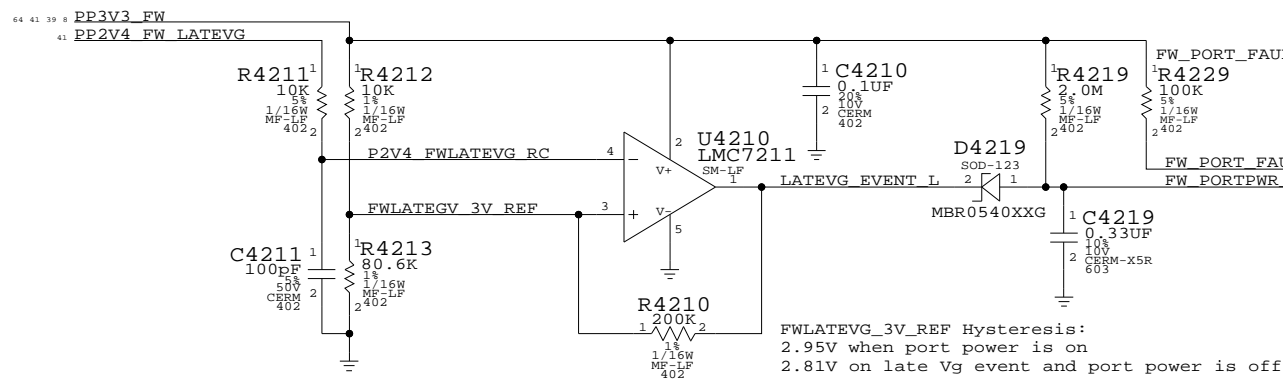 64 41 39 8 PP3V3_FW
41 PP2V4_FW_LATEVG
R4211
10K
5%
1/16W
MF-LF
402
1
2
R4212
10K
1%
1/16W
MF-LF
402
1
2
C4210
0.1UF
20%
10V
CERM
402
1
2
R4219
2.0M
5%
1/16W
MF-LF
402
1
2
FW_PORT_FAU
R4229
100K
5%
1/16W
MF-LF
402
1
2
P2V4_FWLATEVG_RC
4
U4210
LMC7211
SM-LF
2
V+
1
LATEVG_EVENT_L
D4219
SOD-123
2
1
MBR0540XXG
FW_PORT_FAU
FW_PORTPWR_
FWLATEGV_3V_REF
3
V-
5
C4211
100pF
5%
50V
CERM
402
1
2
R4213
80.6K
1%
1/16W
MF-LF
402
1
2
C4219
0.33UF
10%
10V
CERM-X5R
603
1
2
R4210
200K
1
2
1%
1/16W
MF-LF
402
FWLATEVG_3V_REF Hysteresis:
2.95V when port power is on
2.81V on late Vg event and port power is off